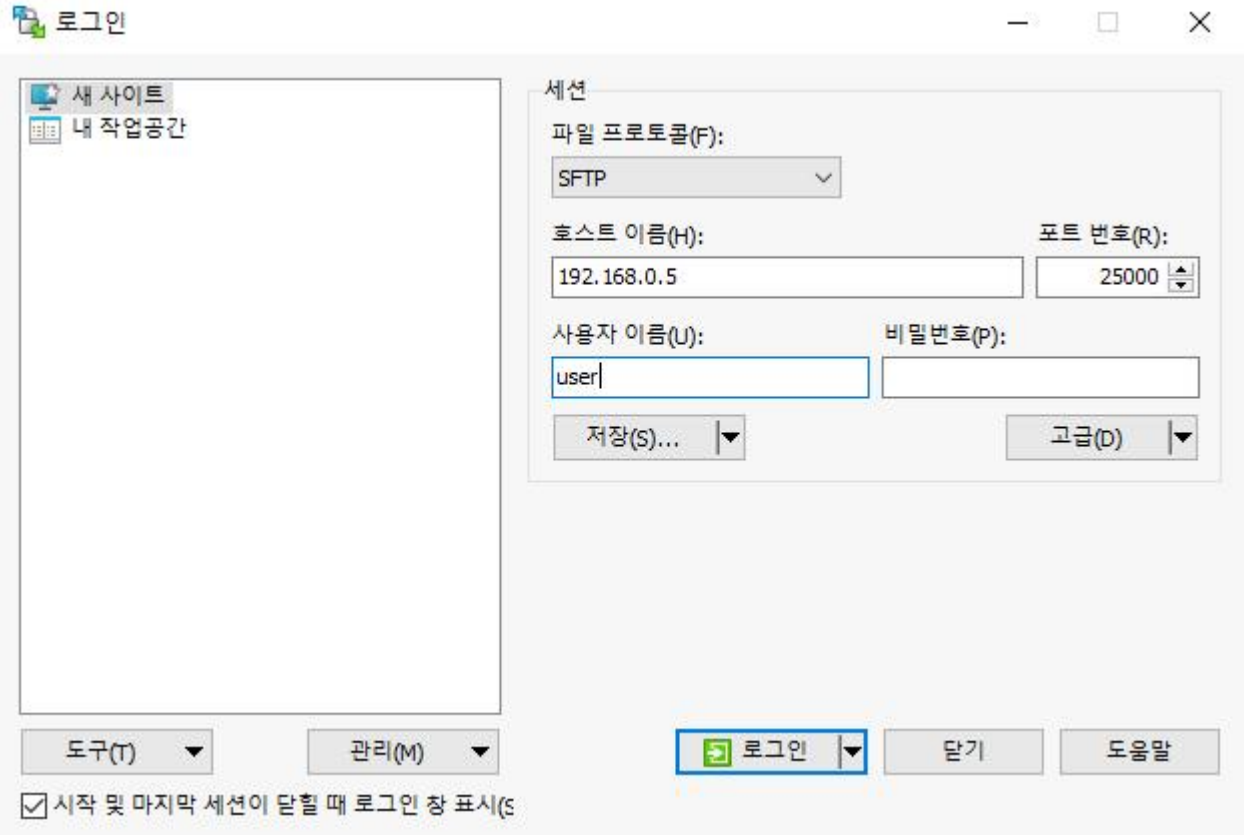 로그인
새 사이트
내 작업공간
세션
파일 프로토콜(F):
SFTP
호스트 이름(H): 포트 번호(R):
192.168.0.5 25000
사용자 이름(U): 비밀번호(P):
user
저장(S)... 고급(D)
도구(T) 관리(M) 로그인 닫기 도움말
시작 및 마지막 세션이 닫힐 때 로그인 창 표시(S